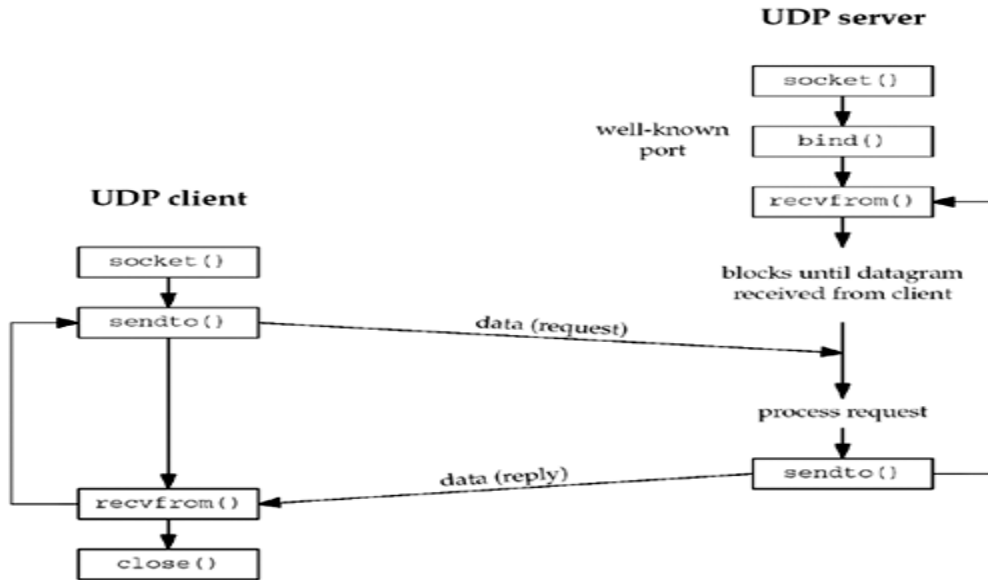 UDP server
socket()
well-known
port
bind()
recvfrom()
UDP client
socket()
blocks until datagram
received from client
sendto()
data (request)
process request
data (reply)
sendto()
recvfrom()
close()